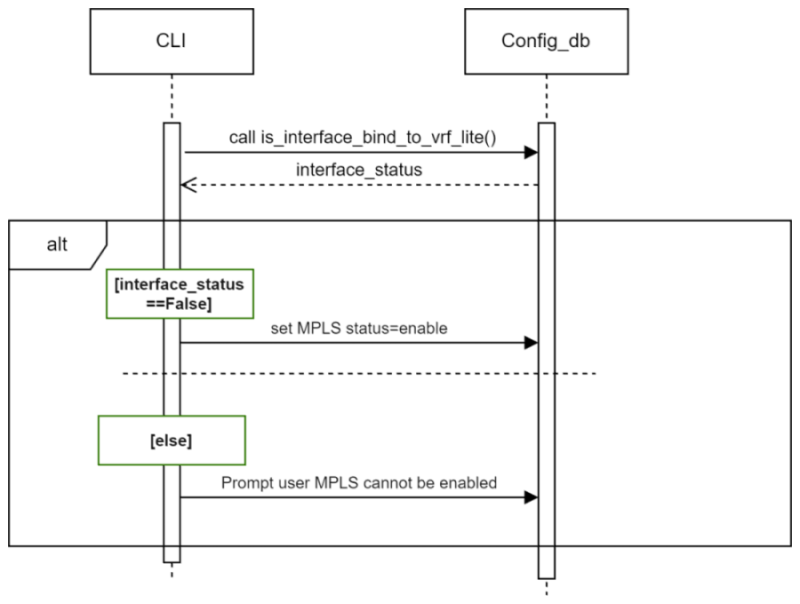 CLI
Config_db
call is_interface_bind_to_vrf_lite()
interface_status
alt
[interface_status
==False]
set MPLS status=enable
[else]
Prompt user MPLS cannot be enabled